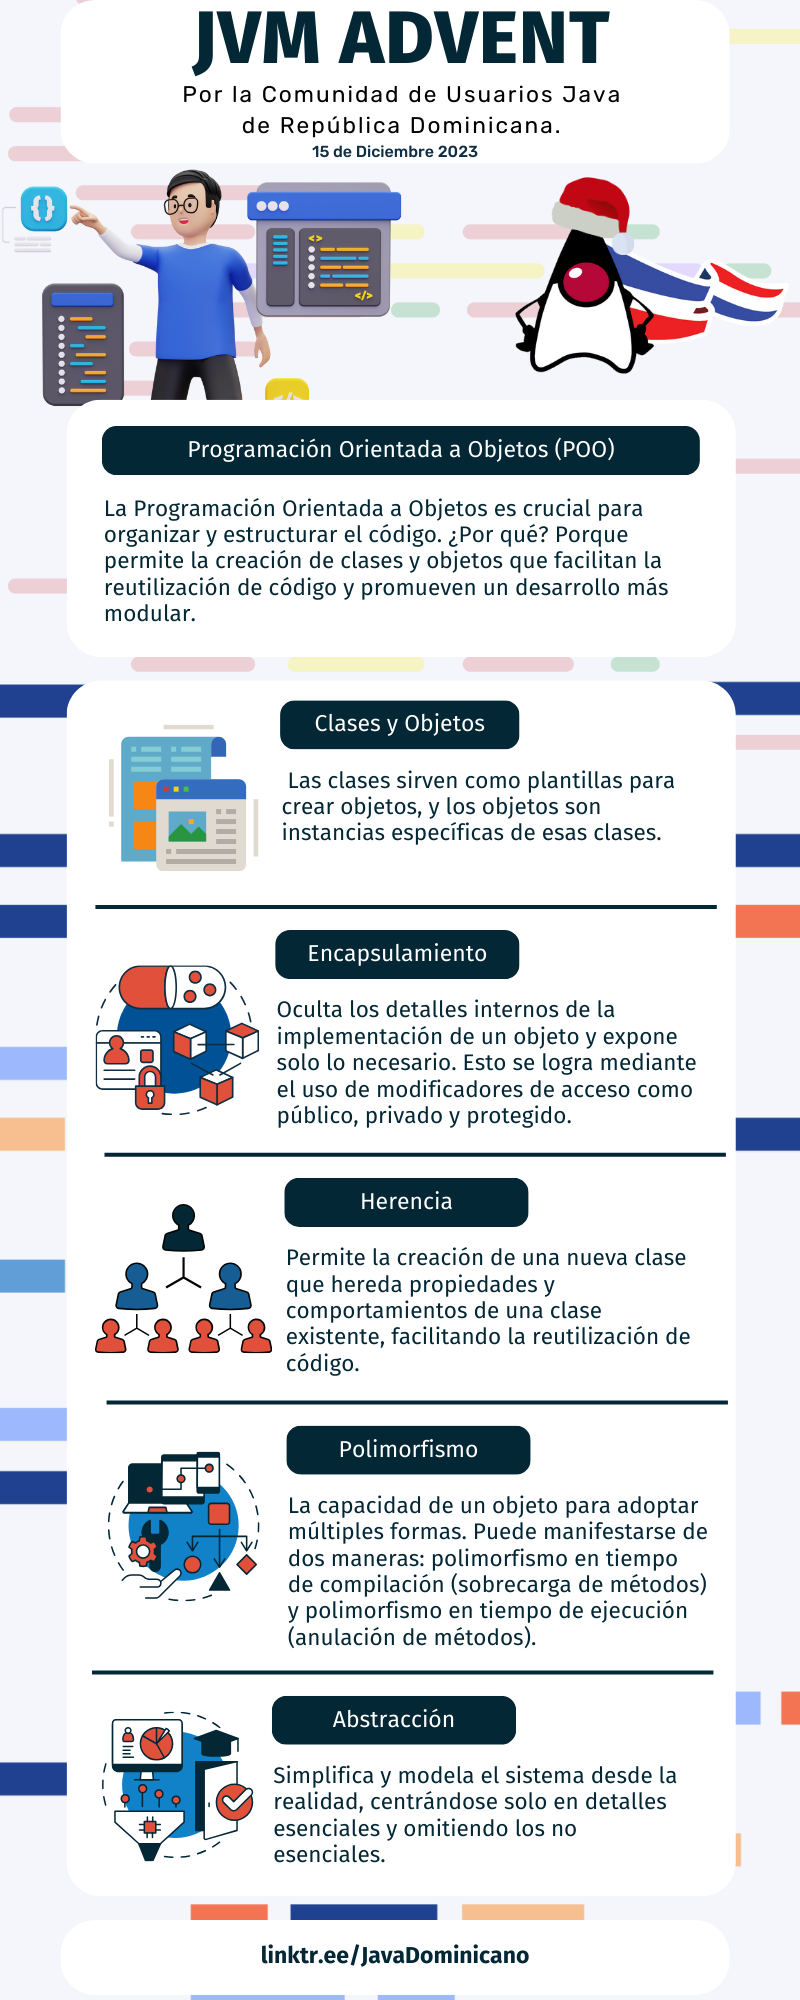 JVM ADVENT
Por la Comunidad de Usuarios Java
de República Dominicana.
15 de Diciembre 2023
{}
<>
</>
</>
Programación Orientada a Objetos (POO)
La Programación Orientada a Objetos es crucial para
organizar y estructurar el código. ¿Por qué? Porque
permite la creación de clases y objetos que facilitan la
reutilización de código y promueven un desarrollo más
modular.
Clases y Objetos
Las clases sirven como plantillas para
crear objetos, y los objetos son
instancias específicas de esas clases.
Encapsulamiento
Oculta los detalles internos de la
implementación de un objeto y expone
solo lo necesario. Esto se logra mediante
el uso de modificadores de acceso como
público, privado y protegido.
Herencia
Permite la creación de una nueva clase
que hereda propiedades y
comportamientos de una clase
existente, facilitando la reutilización de
código.
Polimorfismo
La capacidad de un objeto para adoptar
múltiples formas. Puede manifestarse de
dos maneras: polimorfismo en tiempo
de compilación (sobrecarga de métodos)
y polimorfismo en tiempo de ejecución
(anulación de métodos).
Abstracción
Simplifica y modela el sistema desde la
realidad, centrándose solo en detalles
esenciales y omitiendo los no
esenciales.
linktr.ee/JavaDominicano